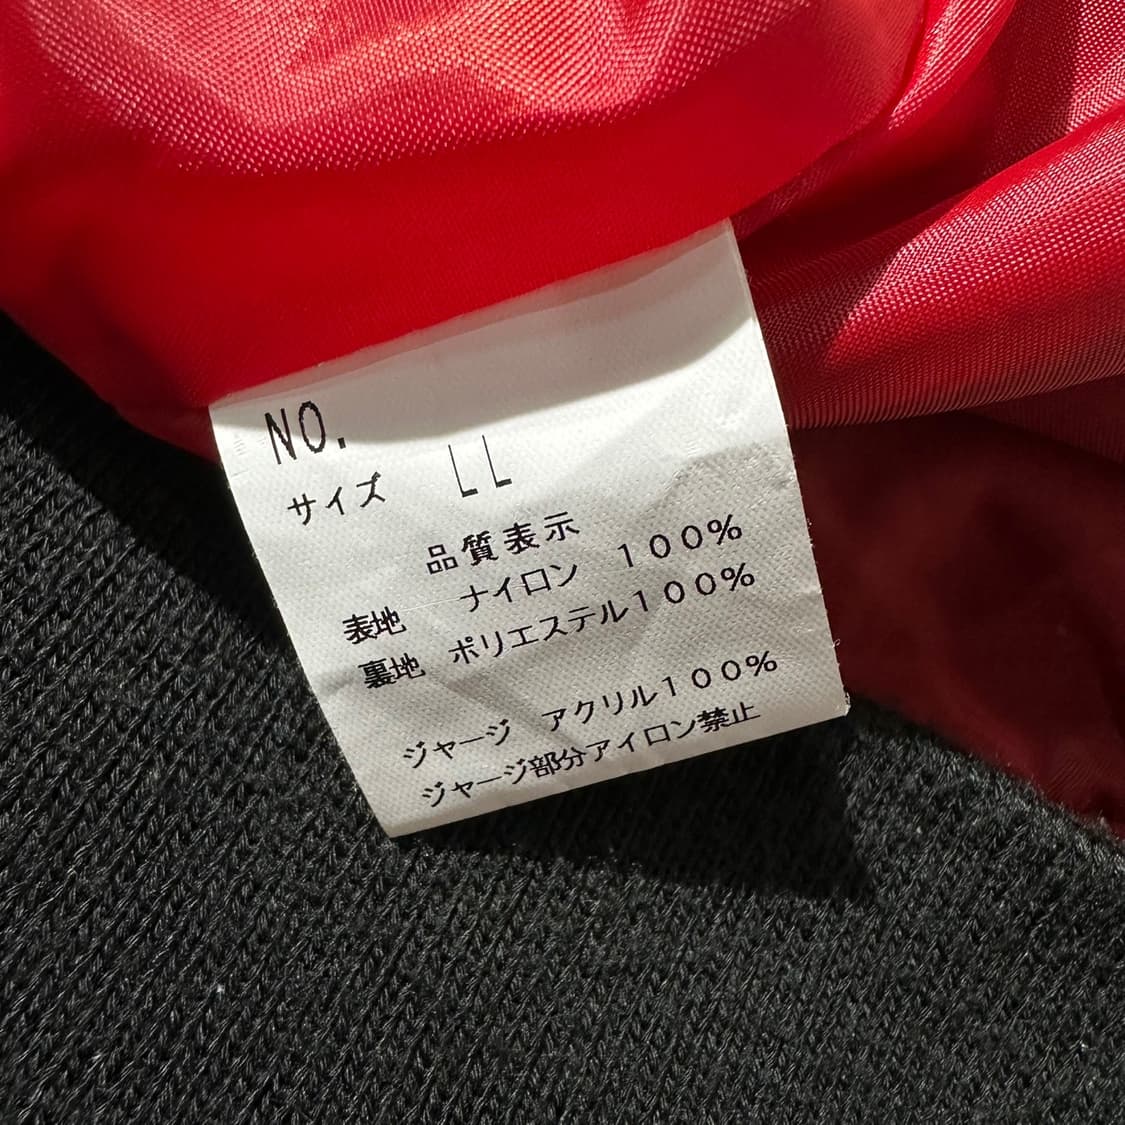 NO.
サイズ LL
品質表示
表地 ナイロン 100%
裏地 ポリエステル100%
ジャージ アクリル100%
ジャージ部分アイロン禁止